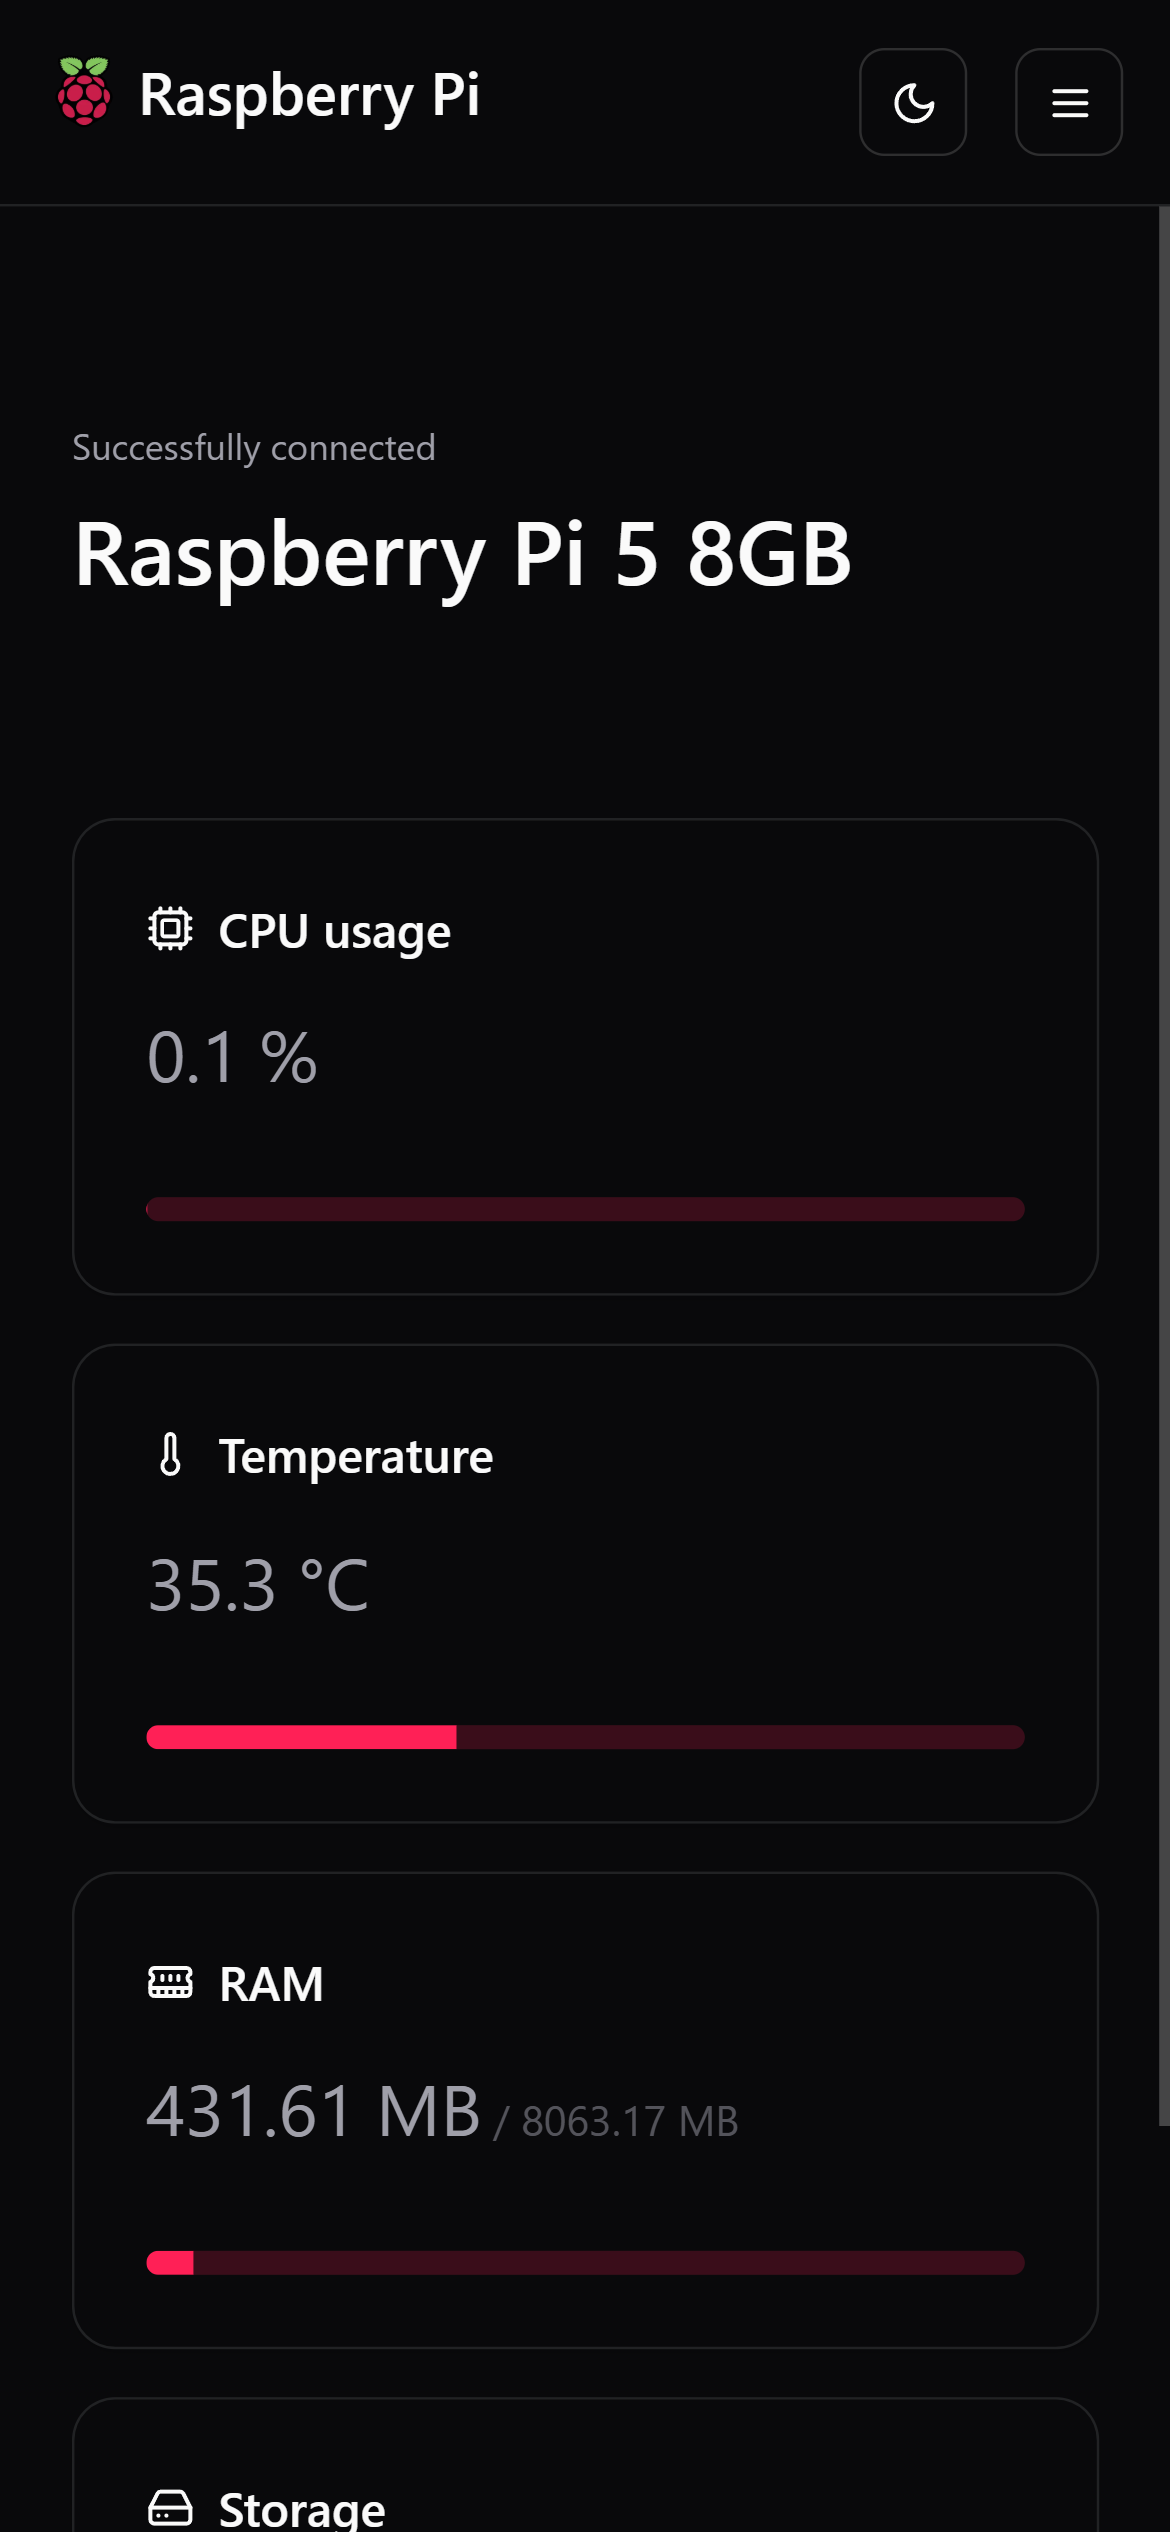 Raspberry Pi
Successfully connected
Raspberry Pi 5 8GB
CPU usage
0.1 %
Temperature
35.3 °C
RAM
431.61 MB / 8063.17 MB
Storage